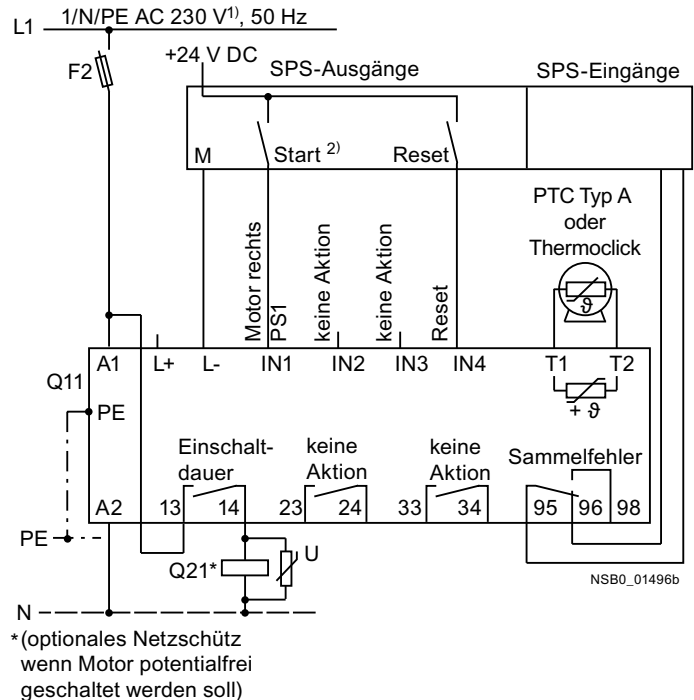 1/N/PE AC 230 V1), 50 Hz
L1
F2
+24 V DC
SPS-Ausgänge
SPS-Eingänge
M
Start 2)
Reset
PTC Typ A
oder
Thermoclick
ϑ
Motor rechts
PS1
keine Aktion
keine Aktion
Reset
A1
L+
L-
IN1
IN2
IN3
IN4
T1
T2
Q11
PE
+ ϑ
Einschalt-
dauer
keine
Aktion
keine
Aktion
Sammelfehler
A2
13
14
23
24
33
34
95
96
98
PE
Q21*
U
NSB0_01496b
N
*(optionales Netzschütz
wenn Motor potentialfrei
geschaltet werden soll)